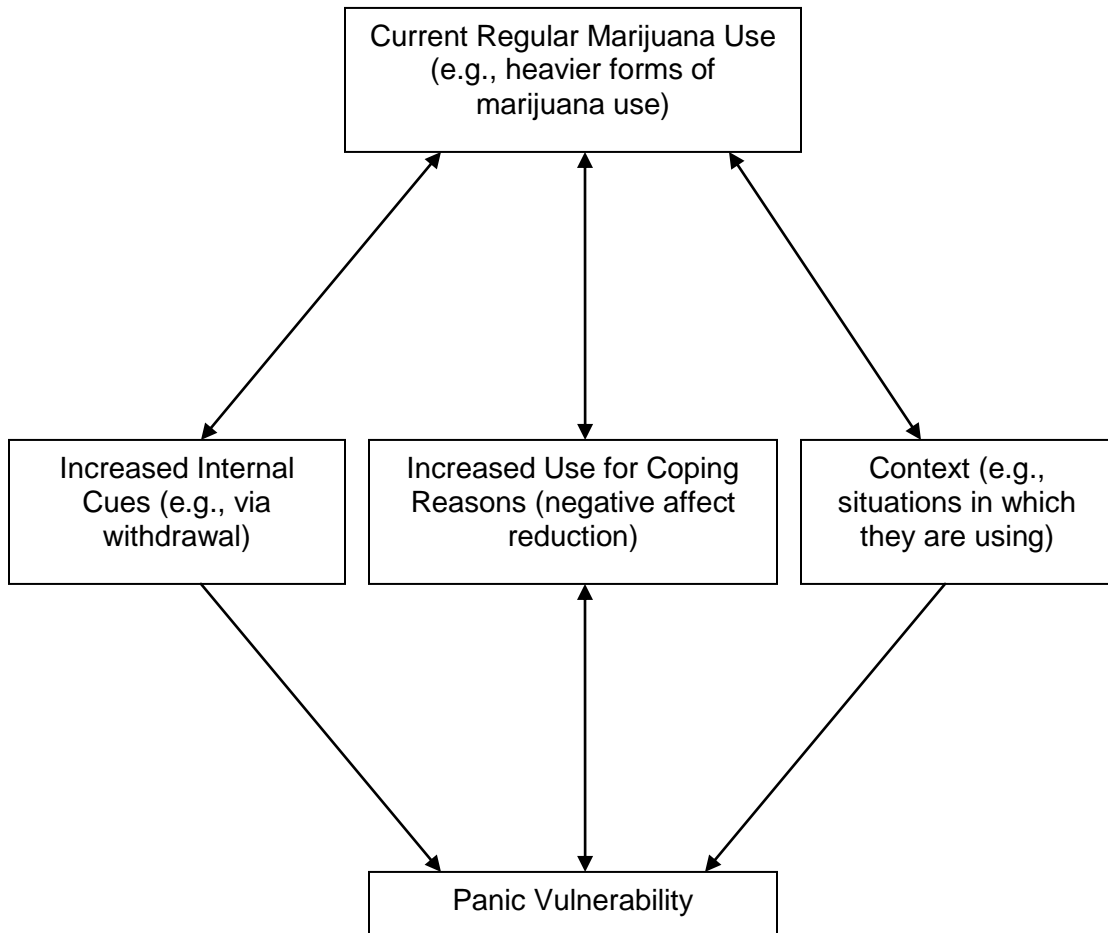 Current Regular Marijuana Use
(e.g., heavier forms of
marijuana use)
Increased Internal
Cues (e.g., via
withdrawal)
Increased Use for Coping
Reasons (negative affect
reduction)
Context (e.g.,
situations in which
they are using)
Panic Vulnerability